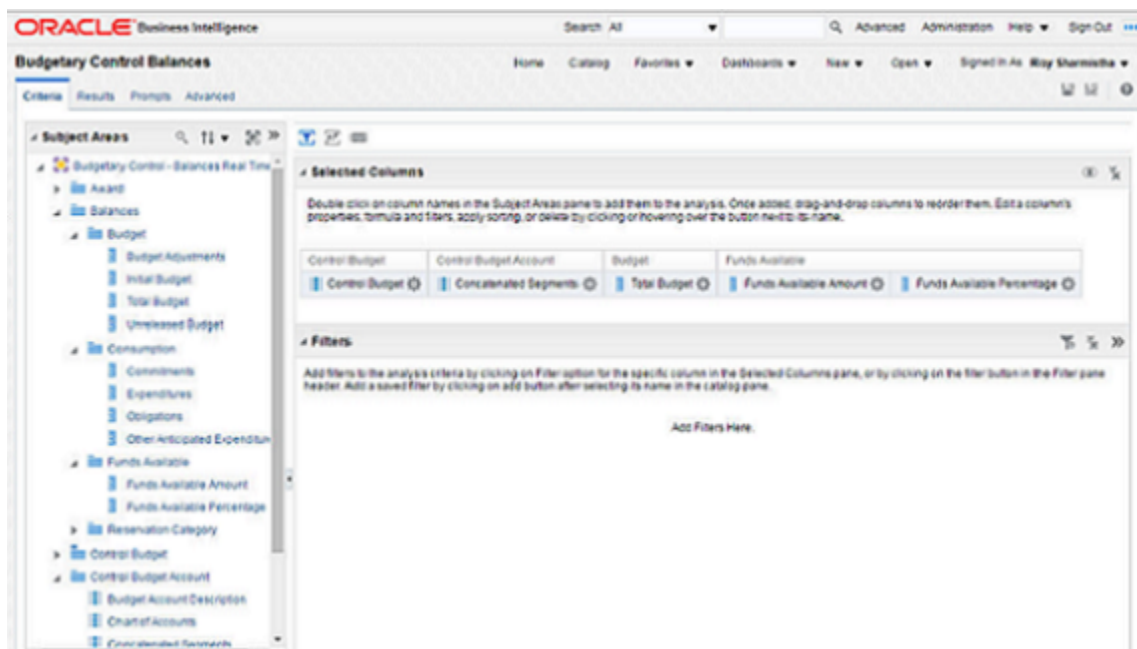 ORACLE Business Intelligence
Search All
Advanced Administration Help Sign Out
Budgetary Control Balances
Home Catalog Favorites Dashboards New Open Signed In As Roy Sharmistha
Criteria Results Prompts Advanced
Subject Areas
Budgetary Control - Balances Real Time
Award
Balances
Budget
Budget Adjustments
Initial Budget
Total Budget
Unreleased Budget
Consumption
Commitments
Expenditures
Obligations
Other Anticipated Expenditur
Funds Available
Funds Available Amount
Funds Available Percentage
Reservation Category
Control Budget
Control Budget Account
Budget Account Description
Chart of Accounts
Concatenated Segments
Selected Columns
Double click on column names in the Subject Areas pane to add them to the analysis. Once added, drag-and-drop columns to reorder them. Edit a column's
properties, formula and filters, apply sorting, or delete by clicking or hovering over the button next to its name.
Control Budget Control Budget Account Budget Funds Available
Control Budget Concatenated Segments Total Budget Funds Available Amount Funds Available Percentage
Filters
Add filters to the analysis criteria by clicking on Filter option for the specific column in the Selected Columns pane, or by clicking on the filter button in the Filter pane
header. Add a saved filter by clicking on add button after selecting its name in the catalog pane.
Add Filters Here.